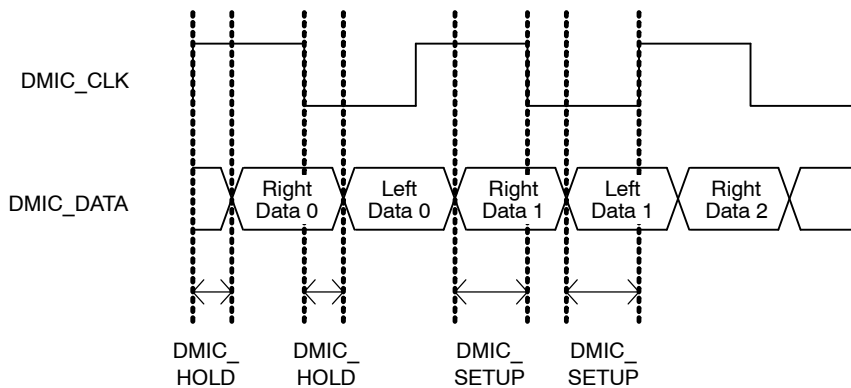 DMIC_CLK
DMIC_DATA
Right
Data 0
Left
Data 0
Right
Data 1
Left
Data 1
Right
Data 2
DMIC_
HOLD
DMIC_
HOLD
DMIC_
SETUP
DMIC_
SETUP